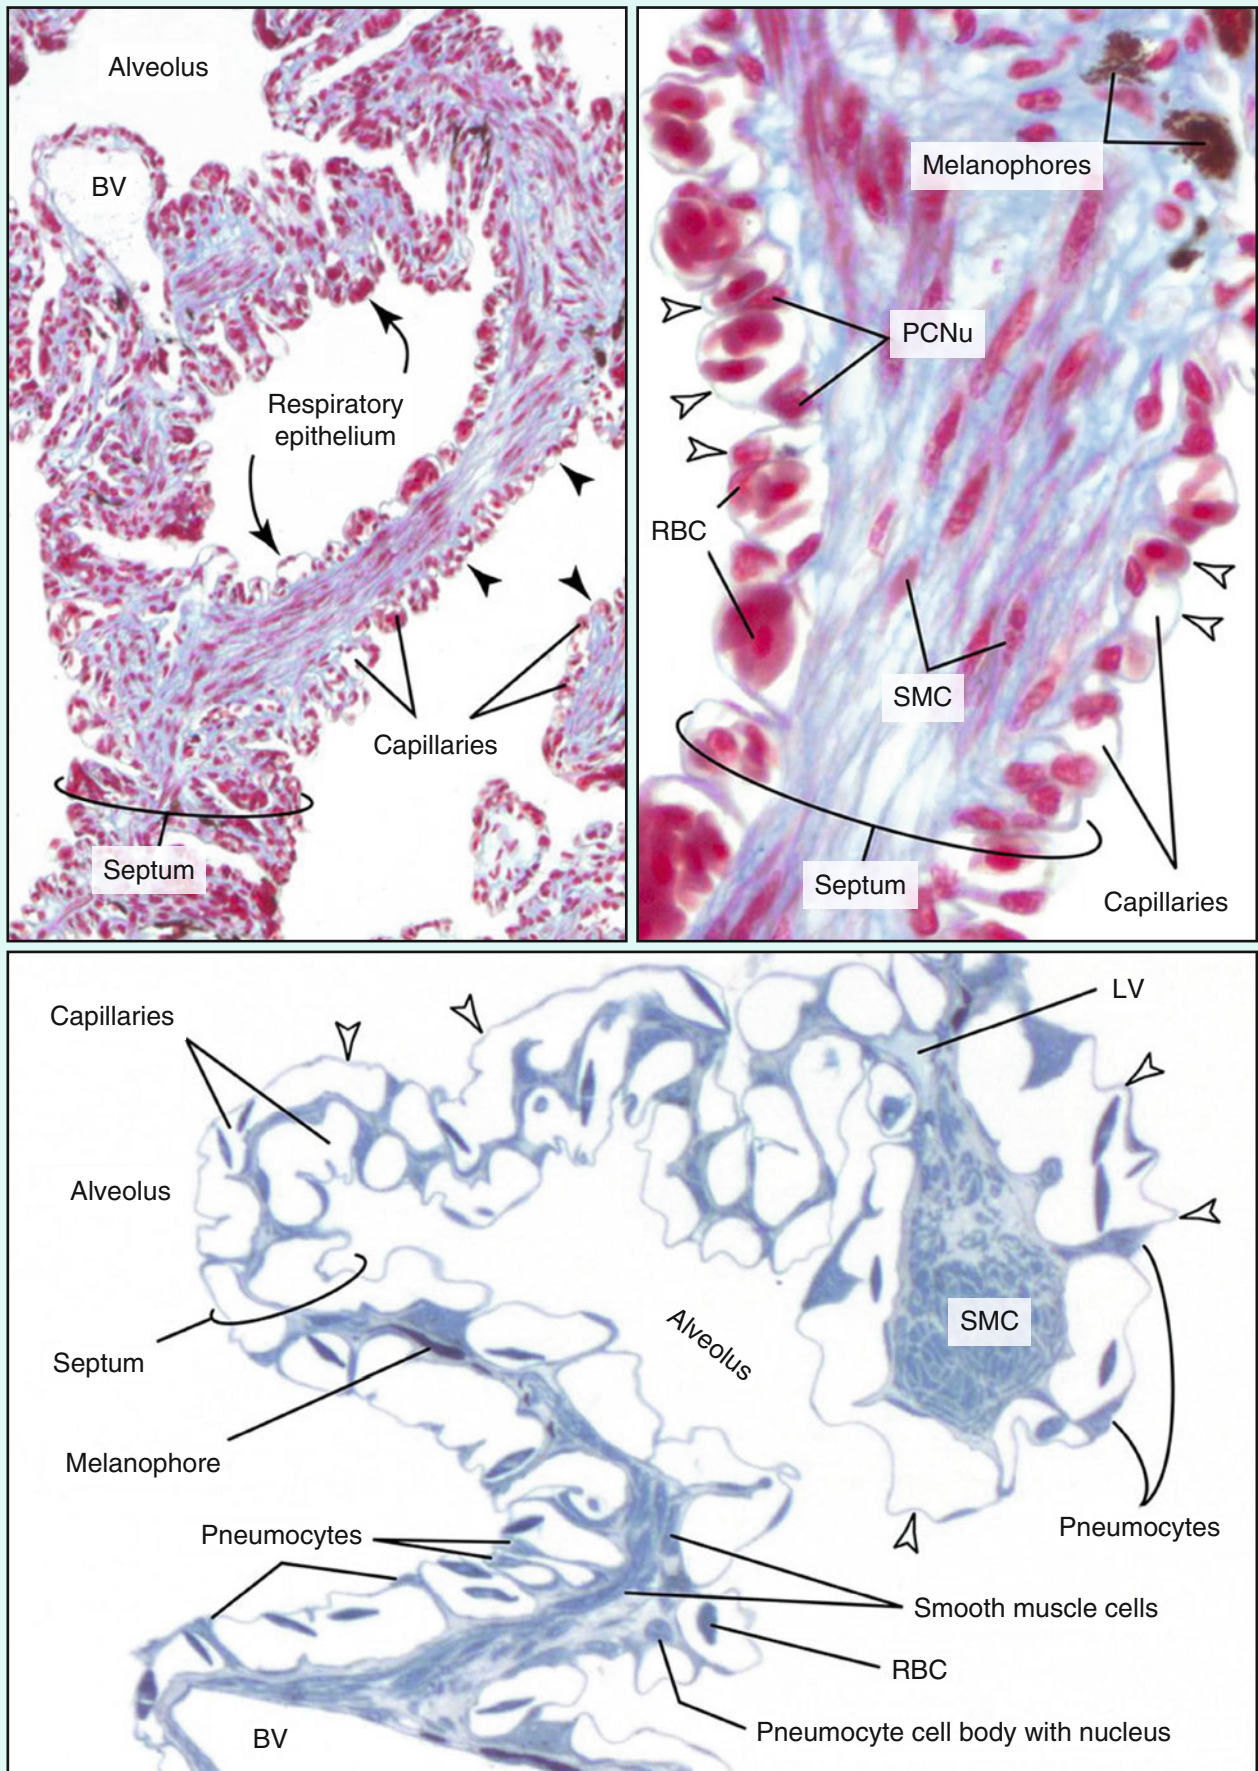 Alveolus
BV
Respiratory
epithelium
Capillaries
Septum
Melanophores
PCNu
RBC
SMC
Septum
Capillaries
Capillaries
LV
Alveolus
Septum
SMC
Alveolus
Melanophore
Pneumocytes
Pneumocytes
Smooth muscle cells
RBC
Pneumocyte cell body with nucleus
BV